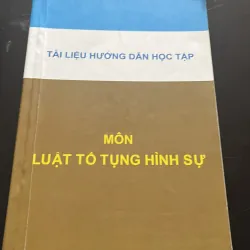 TÀI LIỆU HƯỚNG DẪN HỌC TẬP
MÔN
LUẬT TỐ TỤNG HÌNH SỰ